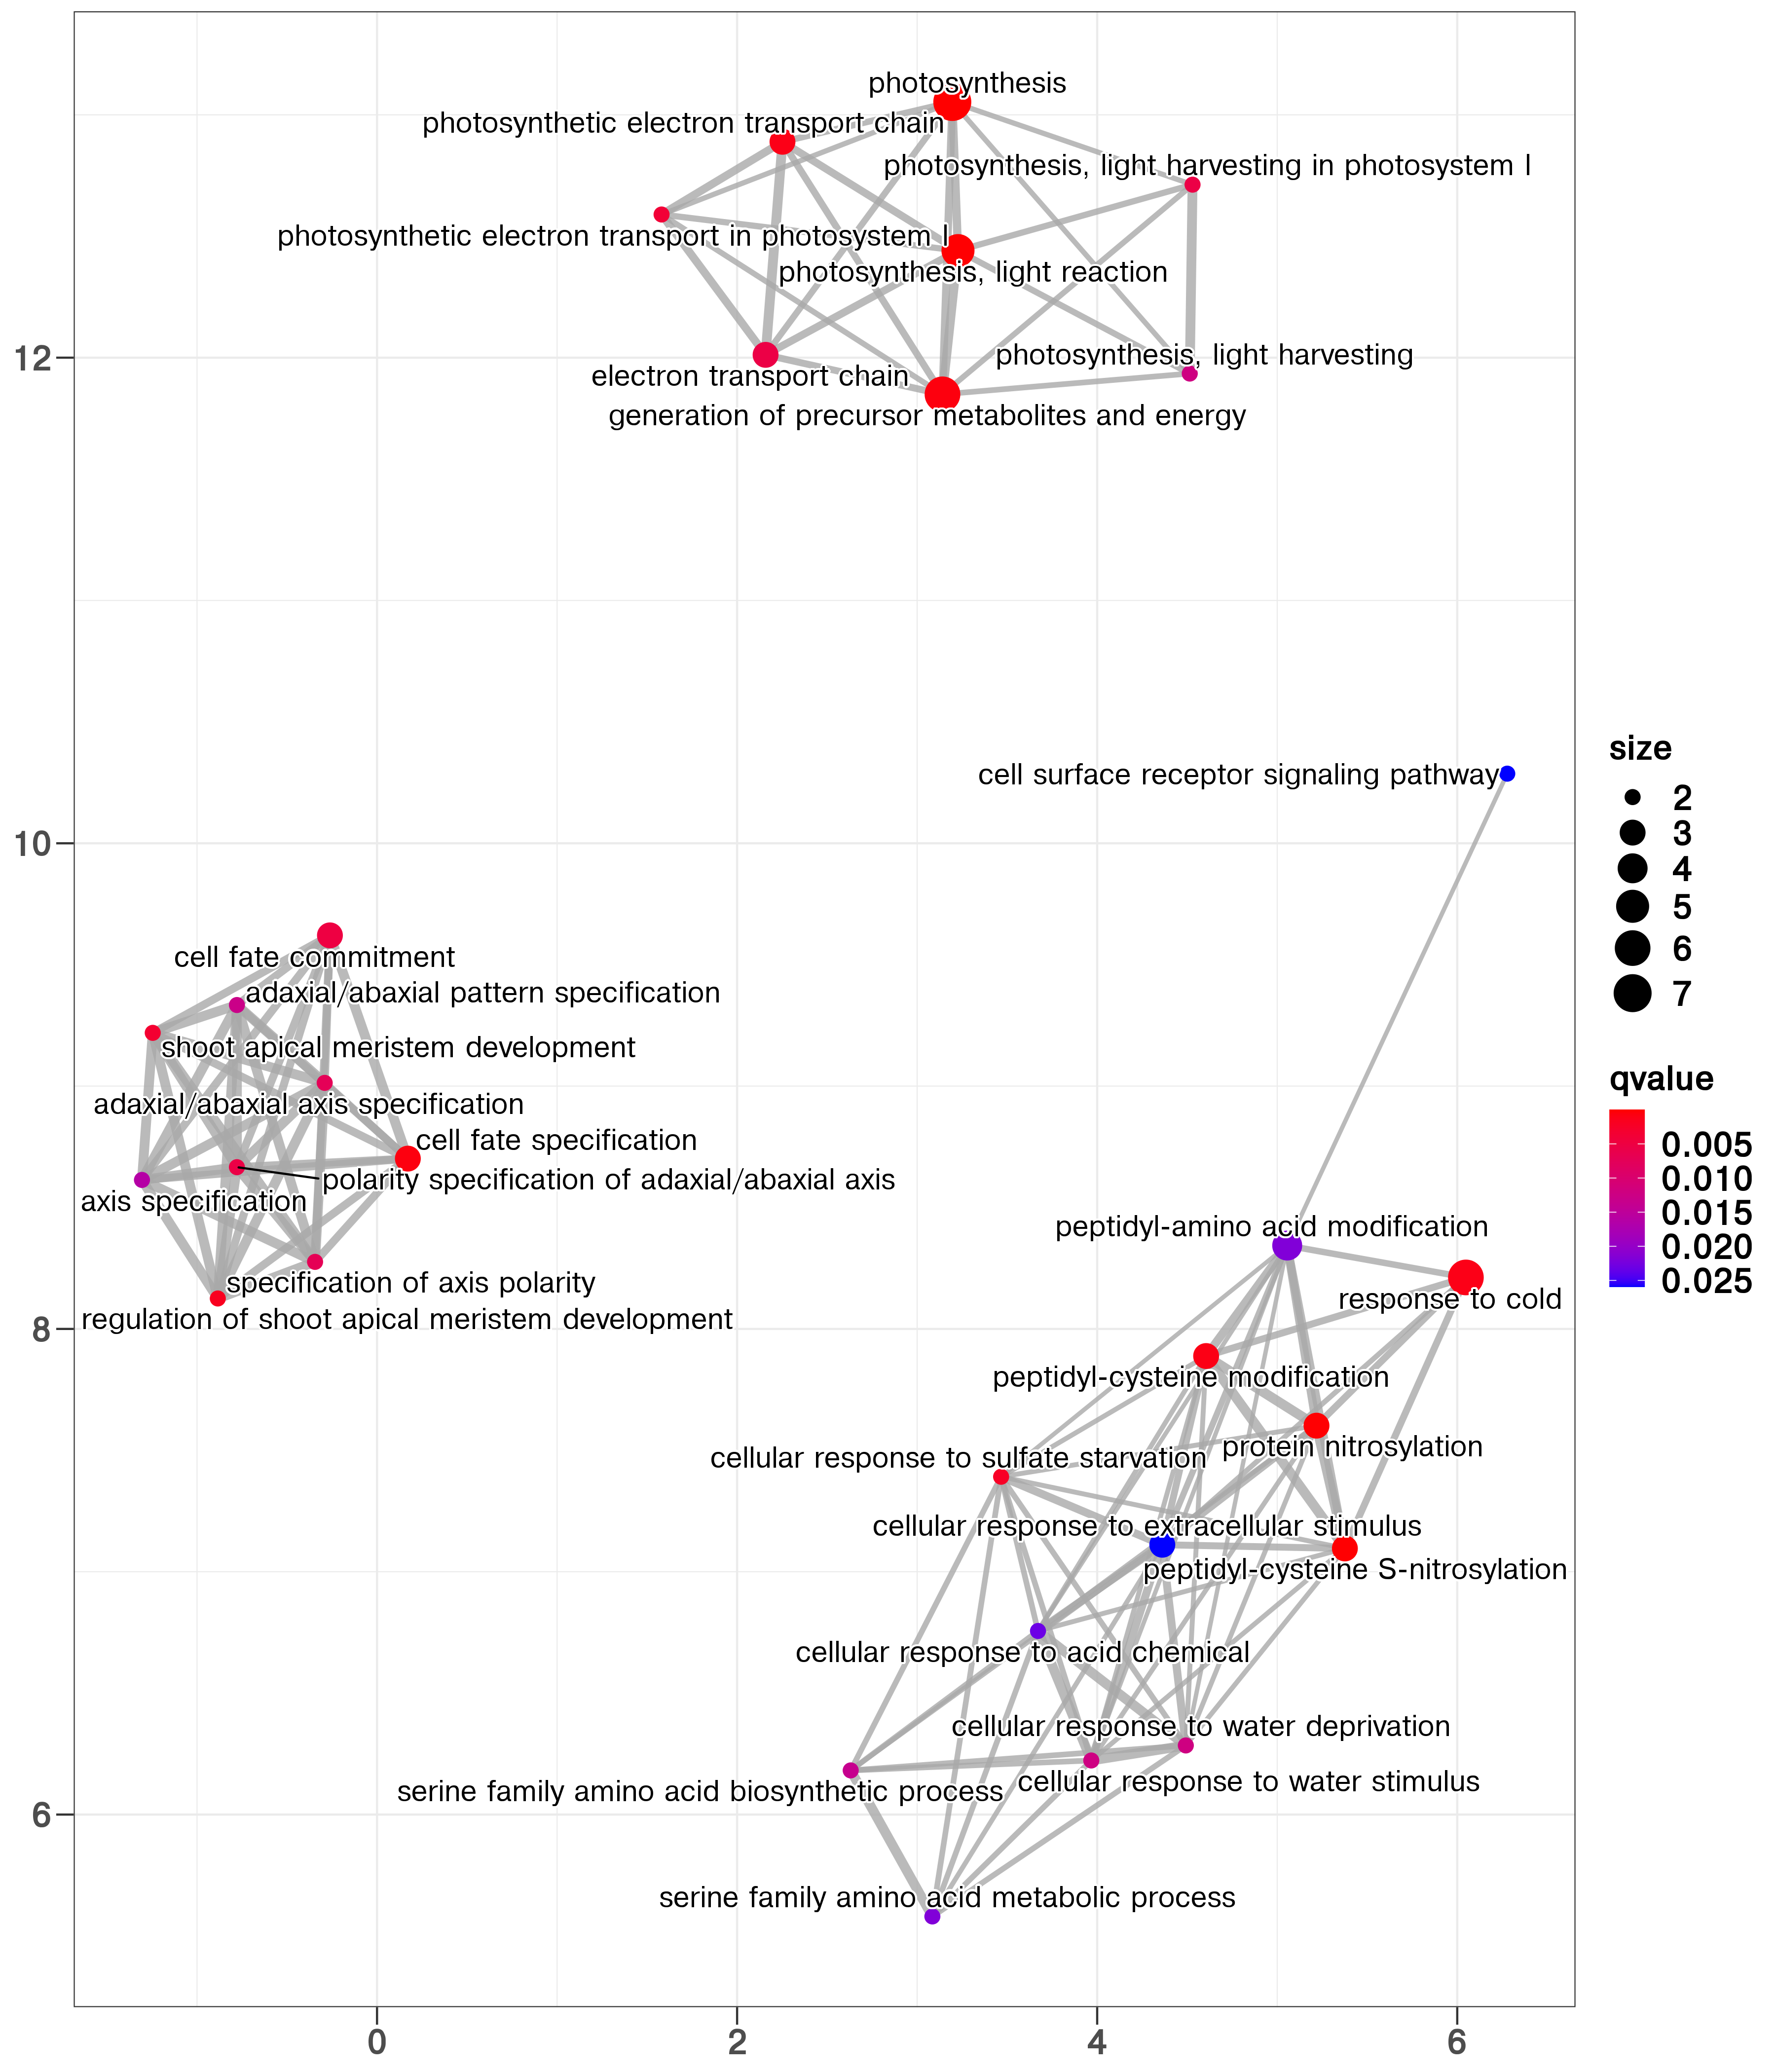 photosynthesis
photosynthetic electron transport chain
photosynthesis, light harvesting in photosystem I
photosynthetic electron transport in photosystem I
photosynthesis, light reaction
photosynthesis, light harvesting
electron transport chain
generation of precursor metabolites and energy
cell surface receptor signaling pathway
cell fate commitment
adaxial/abaxial pattern specification
shoot apical meristem development
adaxial/abaxial axis specification
cell fate specification
polarity specification of adaxial/abaxial axis
axis specification
specification of axis polarity
regulation of shoot apical meristem development
peptidyl-amino acid modification
response to cold
peptidyl-cysteine modification
protein nitrosylation
cellular response to sulfate starvation
cellular response to extracellular stimulus
peptidyl-cysteine S-nitrosylation
cellular response to acid chemical
cellular response to water deprivation
cellular response to water stimulus
serine family amino acid biosynthetic process
serine family amino acid metabolic process
12
10
8
6
0
2
4
6
size
2
3
4
5
6
7
qvalue
0.005
0.010
0.015
0.020
0.025